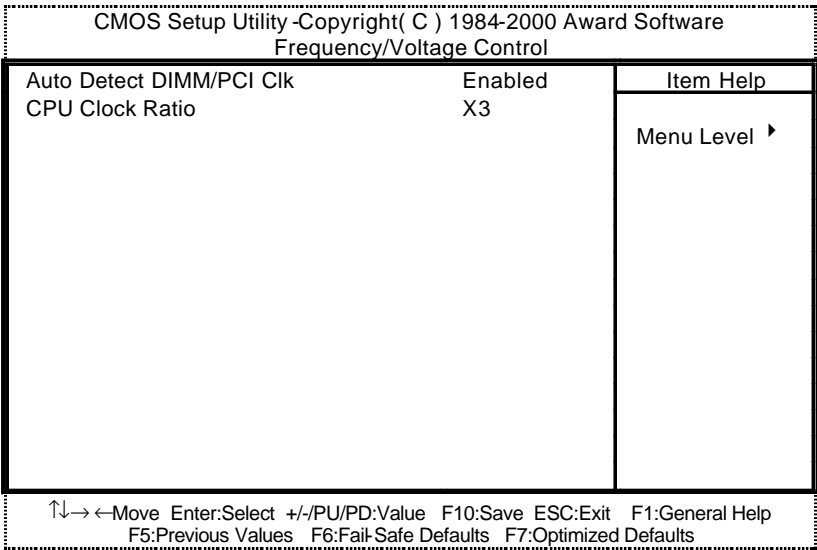 CMOS Setup Utility -Copyright( C ) 1984-2000 Award Software
Frequency/Voltage Control
Auto Detect DIMM/PCI Clk Enabled
CPU Clock Ratio X3
Item Help
Menu Level ▶
↑↓→←Move Enter:Select +/-/PU/PD:Value F10:Save ESC:Exit F1:General Help
F5:Previous Values F6:Fail-Safe Defaults F7:Optimized Defaults